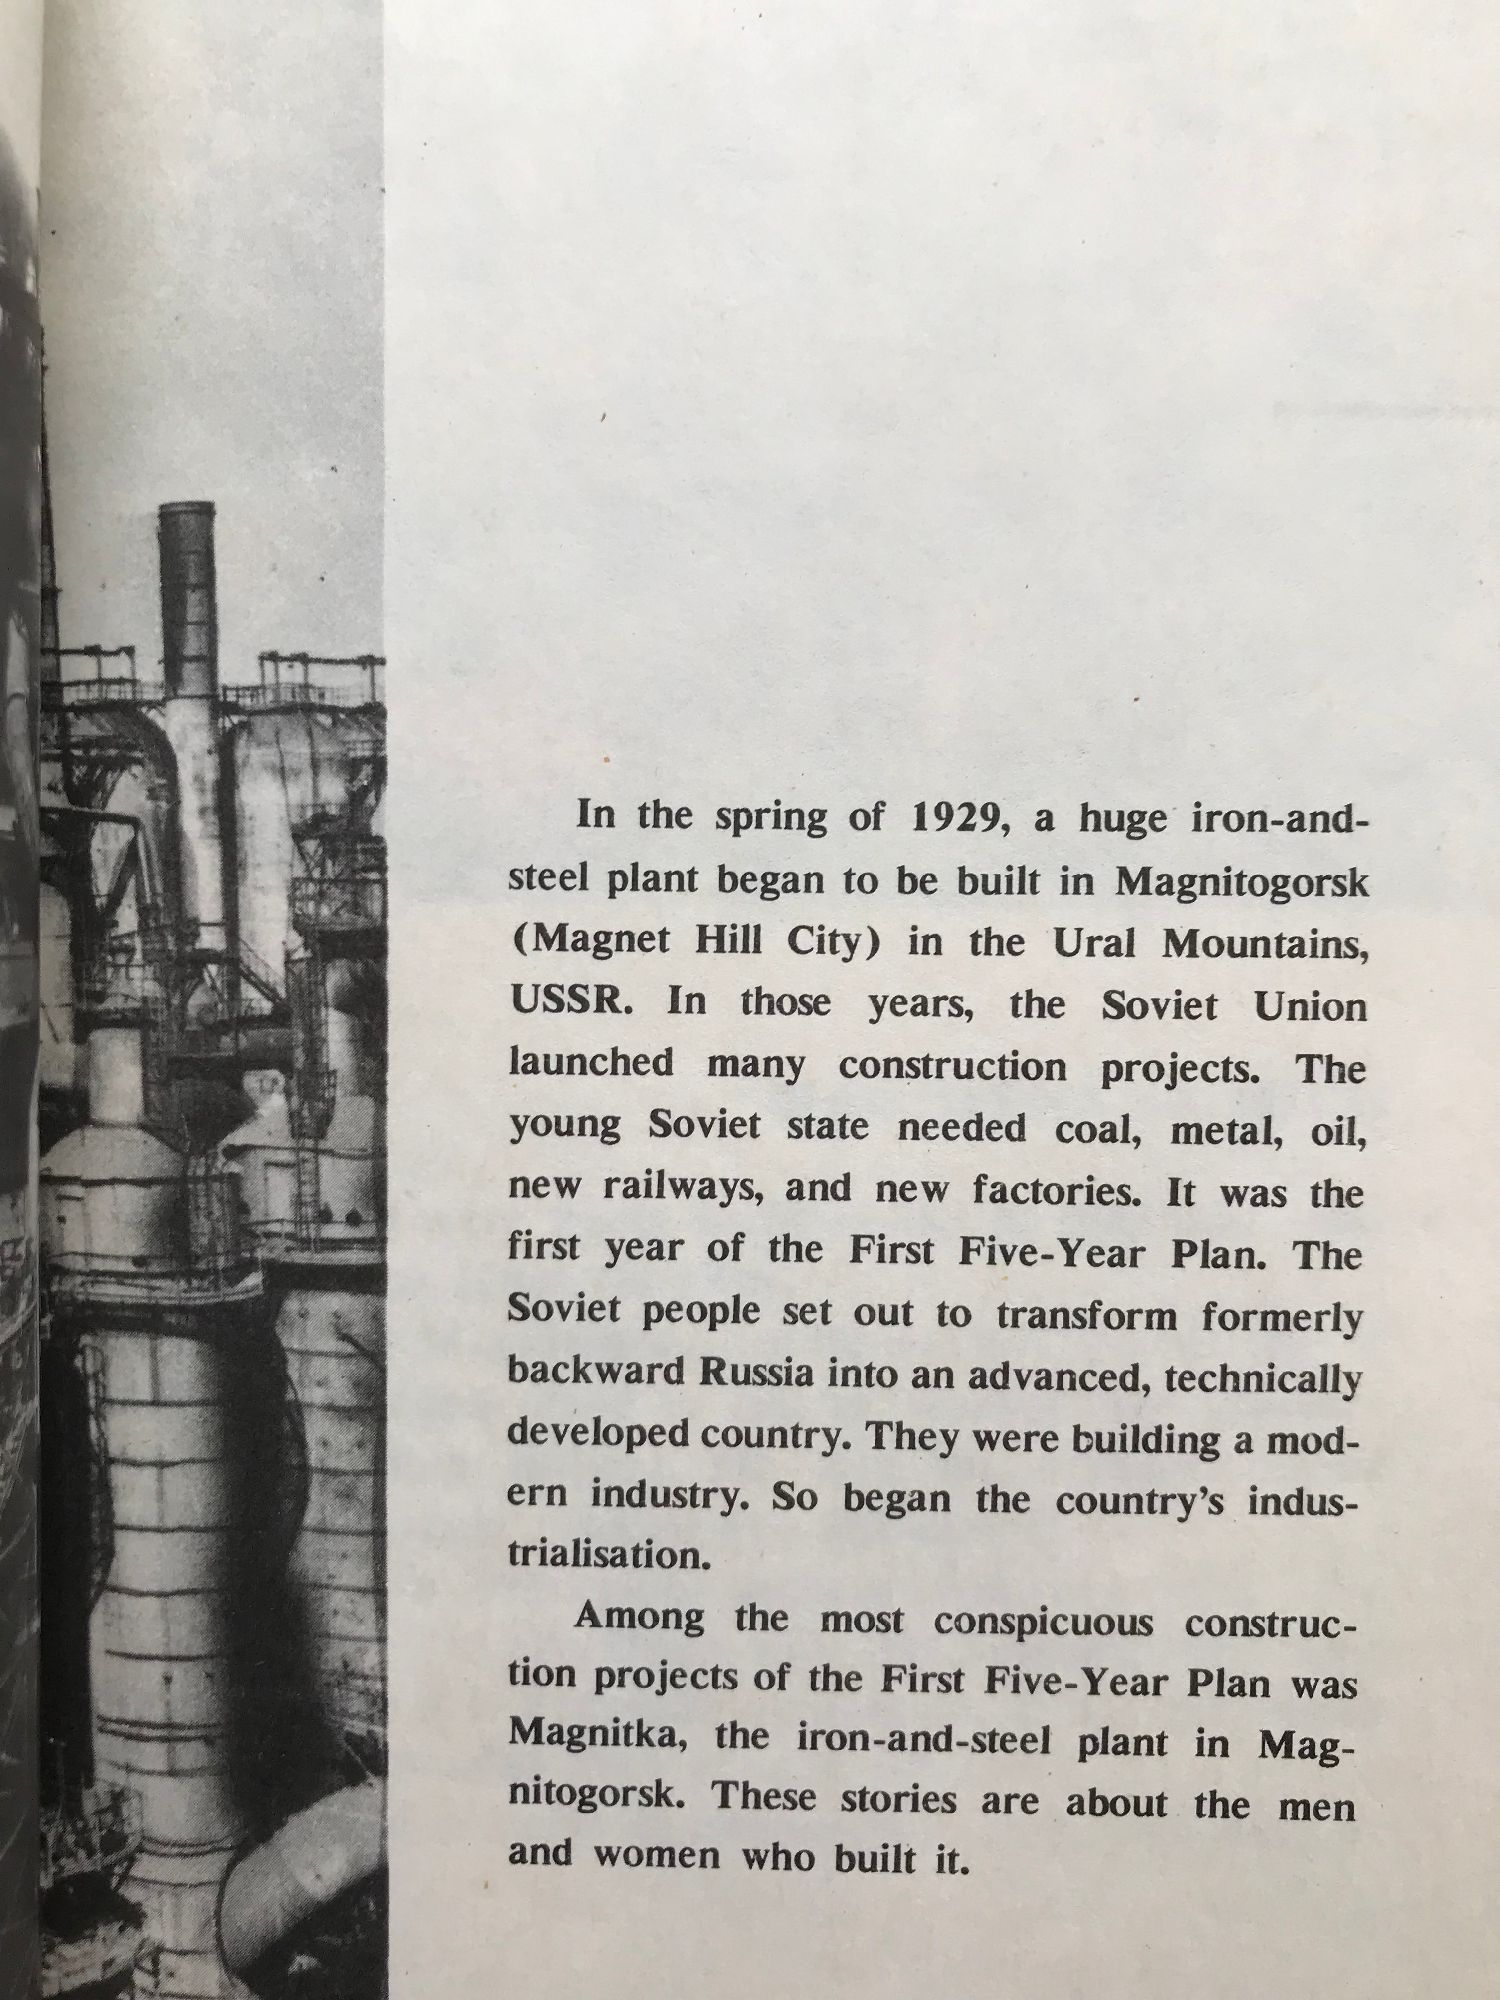 In the spring of 1929, a huge iron-and-
steel plant began to be built in Magnitogorsk
(Magnet Hill City) in the Ural Mountains,
USSR. In those years, the Soviet Union
launched many construction projects. The
young Soviet state needed coal, metal, oil,
new railways, and new factories. It was the
first year of the First Five-Year Plan. The
Soviet people set out to transform formerly
backward Russia into an advanced, technically
developed country. They were building a mod-
ern industry. So began the country's indus-
trialisation.
Among the most conspicuous construc-
tion projects of the First Five-Year Plan was
Magnitka, the iron-and-steel plant in Mag-
nitogorsk. These stories are about the men
and women who built it.